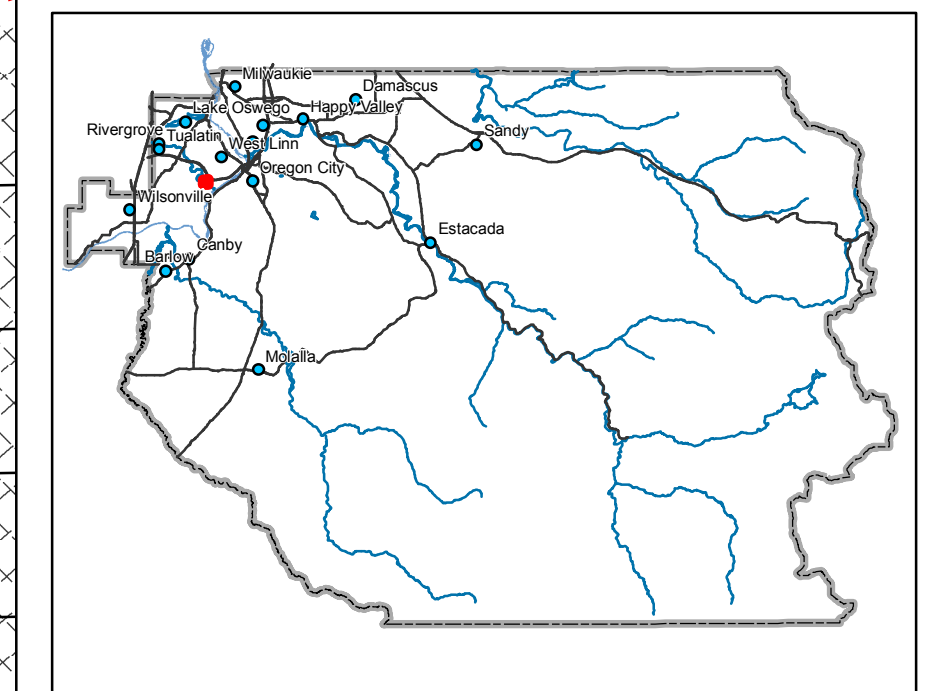 Milwaukie
Damascus
Lake Oswego
Happy Valley
Rivergrove
Tualatin
Sandy
West Linn
Oregon City
Wilsonville
Estacada
Canby
Barlow
Molalla